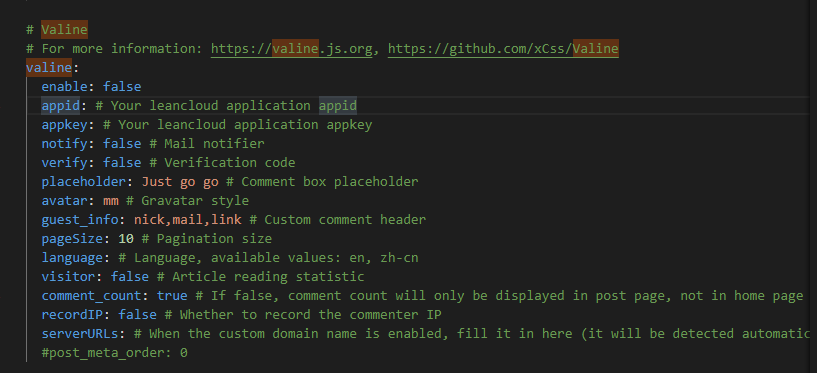 # Valine
# For more information: https://valine.js.org, https://github.com/xCss/Valine
valine:
enable: false
appid: # Your leancloud application appid
appkey: # Your leancloud application appkey
notify: false # Mail notifier
verify: false # Verification code
placeholder: Just go go # Comment box placeholder
avatar: mm # Gravatar style
guest_info: nick,mail,link # Custom comment header
pageSize: 10 # Pagination size
language: # Language, available values: en, zh-cn
visitor: false # Article reading statistic
comment_count: true # If false, comment count will only be displayed in post page, not in home page
recordIP: false # Whether to record the commenter IP
serverURLs: # When the custom domain name is enabled, fill it in here (it will be detected automatic
#post_meta_order: 0